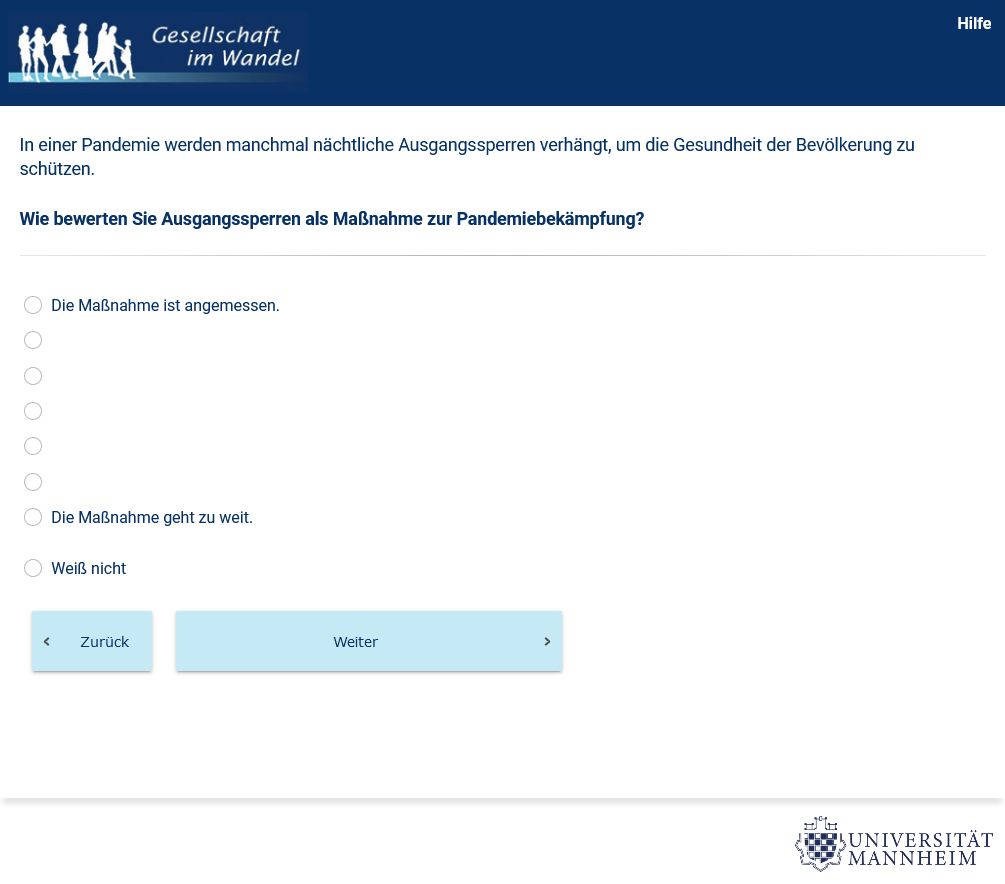 Gesellschaft
im Wandel
Hilfe
In einer Pandemie werden manchmal nächtliche Ausgangssperren verhängt, um die Gesundheit der Bevölkerung zu
schützen.
Wie bewerten Sie Ausgangssperren als Maßnahme zur Pandemiebekämpfung?
Die Maßnahme ist angemessen.
Die Maßnahme geht zu weit.
Weiß nicht
Zurück
Weiter
UNIVERSITÄT
MANNHEIM